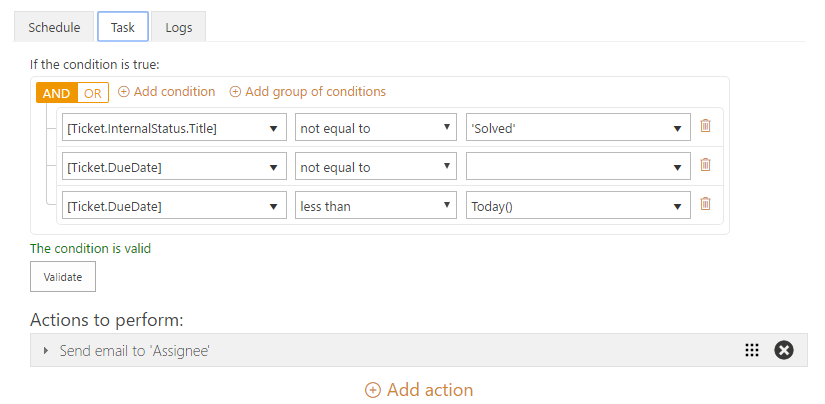 Schedule Task Logs
If the condition is true:
AND OR Add condition Add group of conditions
[Ticket.InternalStatus.Title] not equal to 'Solved'
[Ticket.DueDate] not equal to
[Ticket.DueDate] less than Today()
The condition is valid
Validate
Actions to perform:
Send email to 'Assignee'
Add action